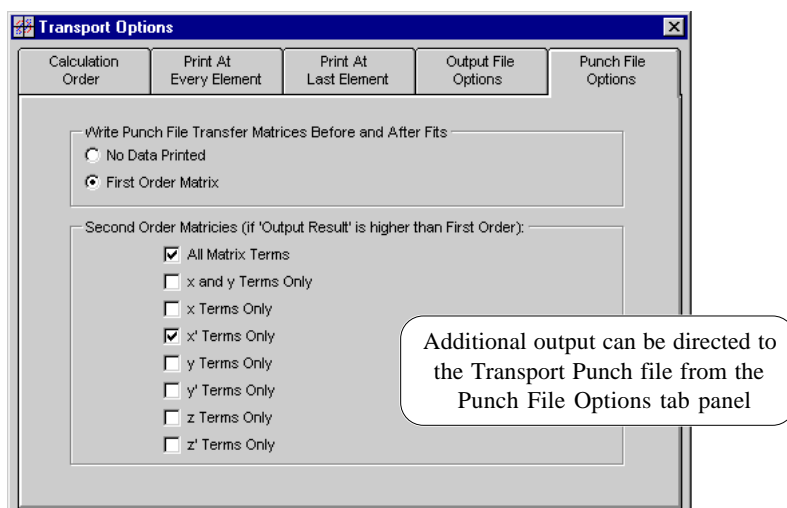 Transport Options
Calculation
Order
Print At
Every Element
Print At
Last Element
Output File
Options
Punch File
Options
Write Punch File Transfer Matrices Before and After Fits
No Data Printed
First Order Matrix
Second Order Matricies (if 'Output Result' is higher than First Order):
All Matrix Terms
x and y Terms Only
x Terms Only
x' Terms Only
y Terms Only
y' Terms Only
z Terms Only
z' Terms Only
Additional output can be directed to
the Transport Punch file from the
Punch File Options tab panel